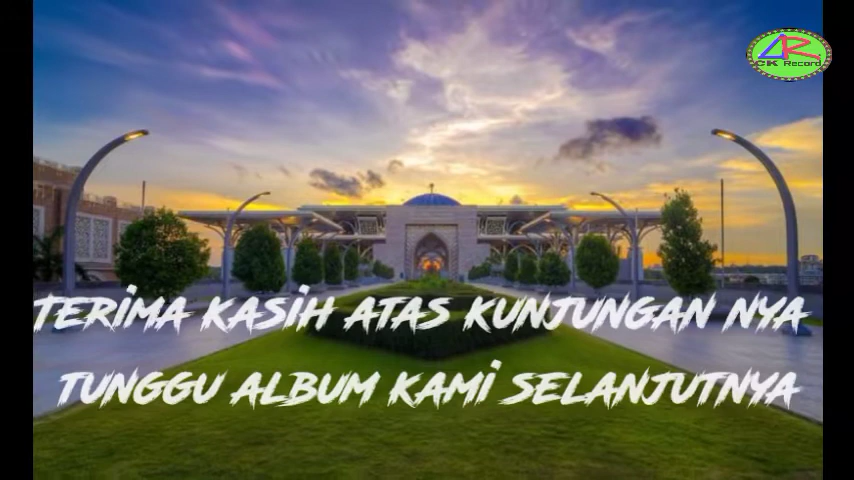 AR
CK Record
TERIMA KASIH ATAS KUNJUNGAN NYA
TUNGGU ALBUM KAMI SELANJUTNYA